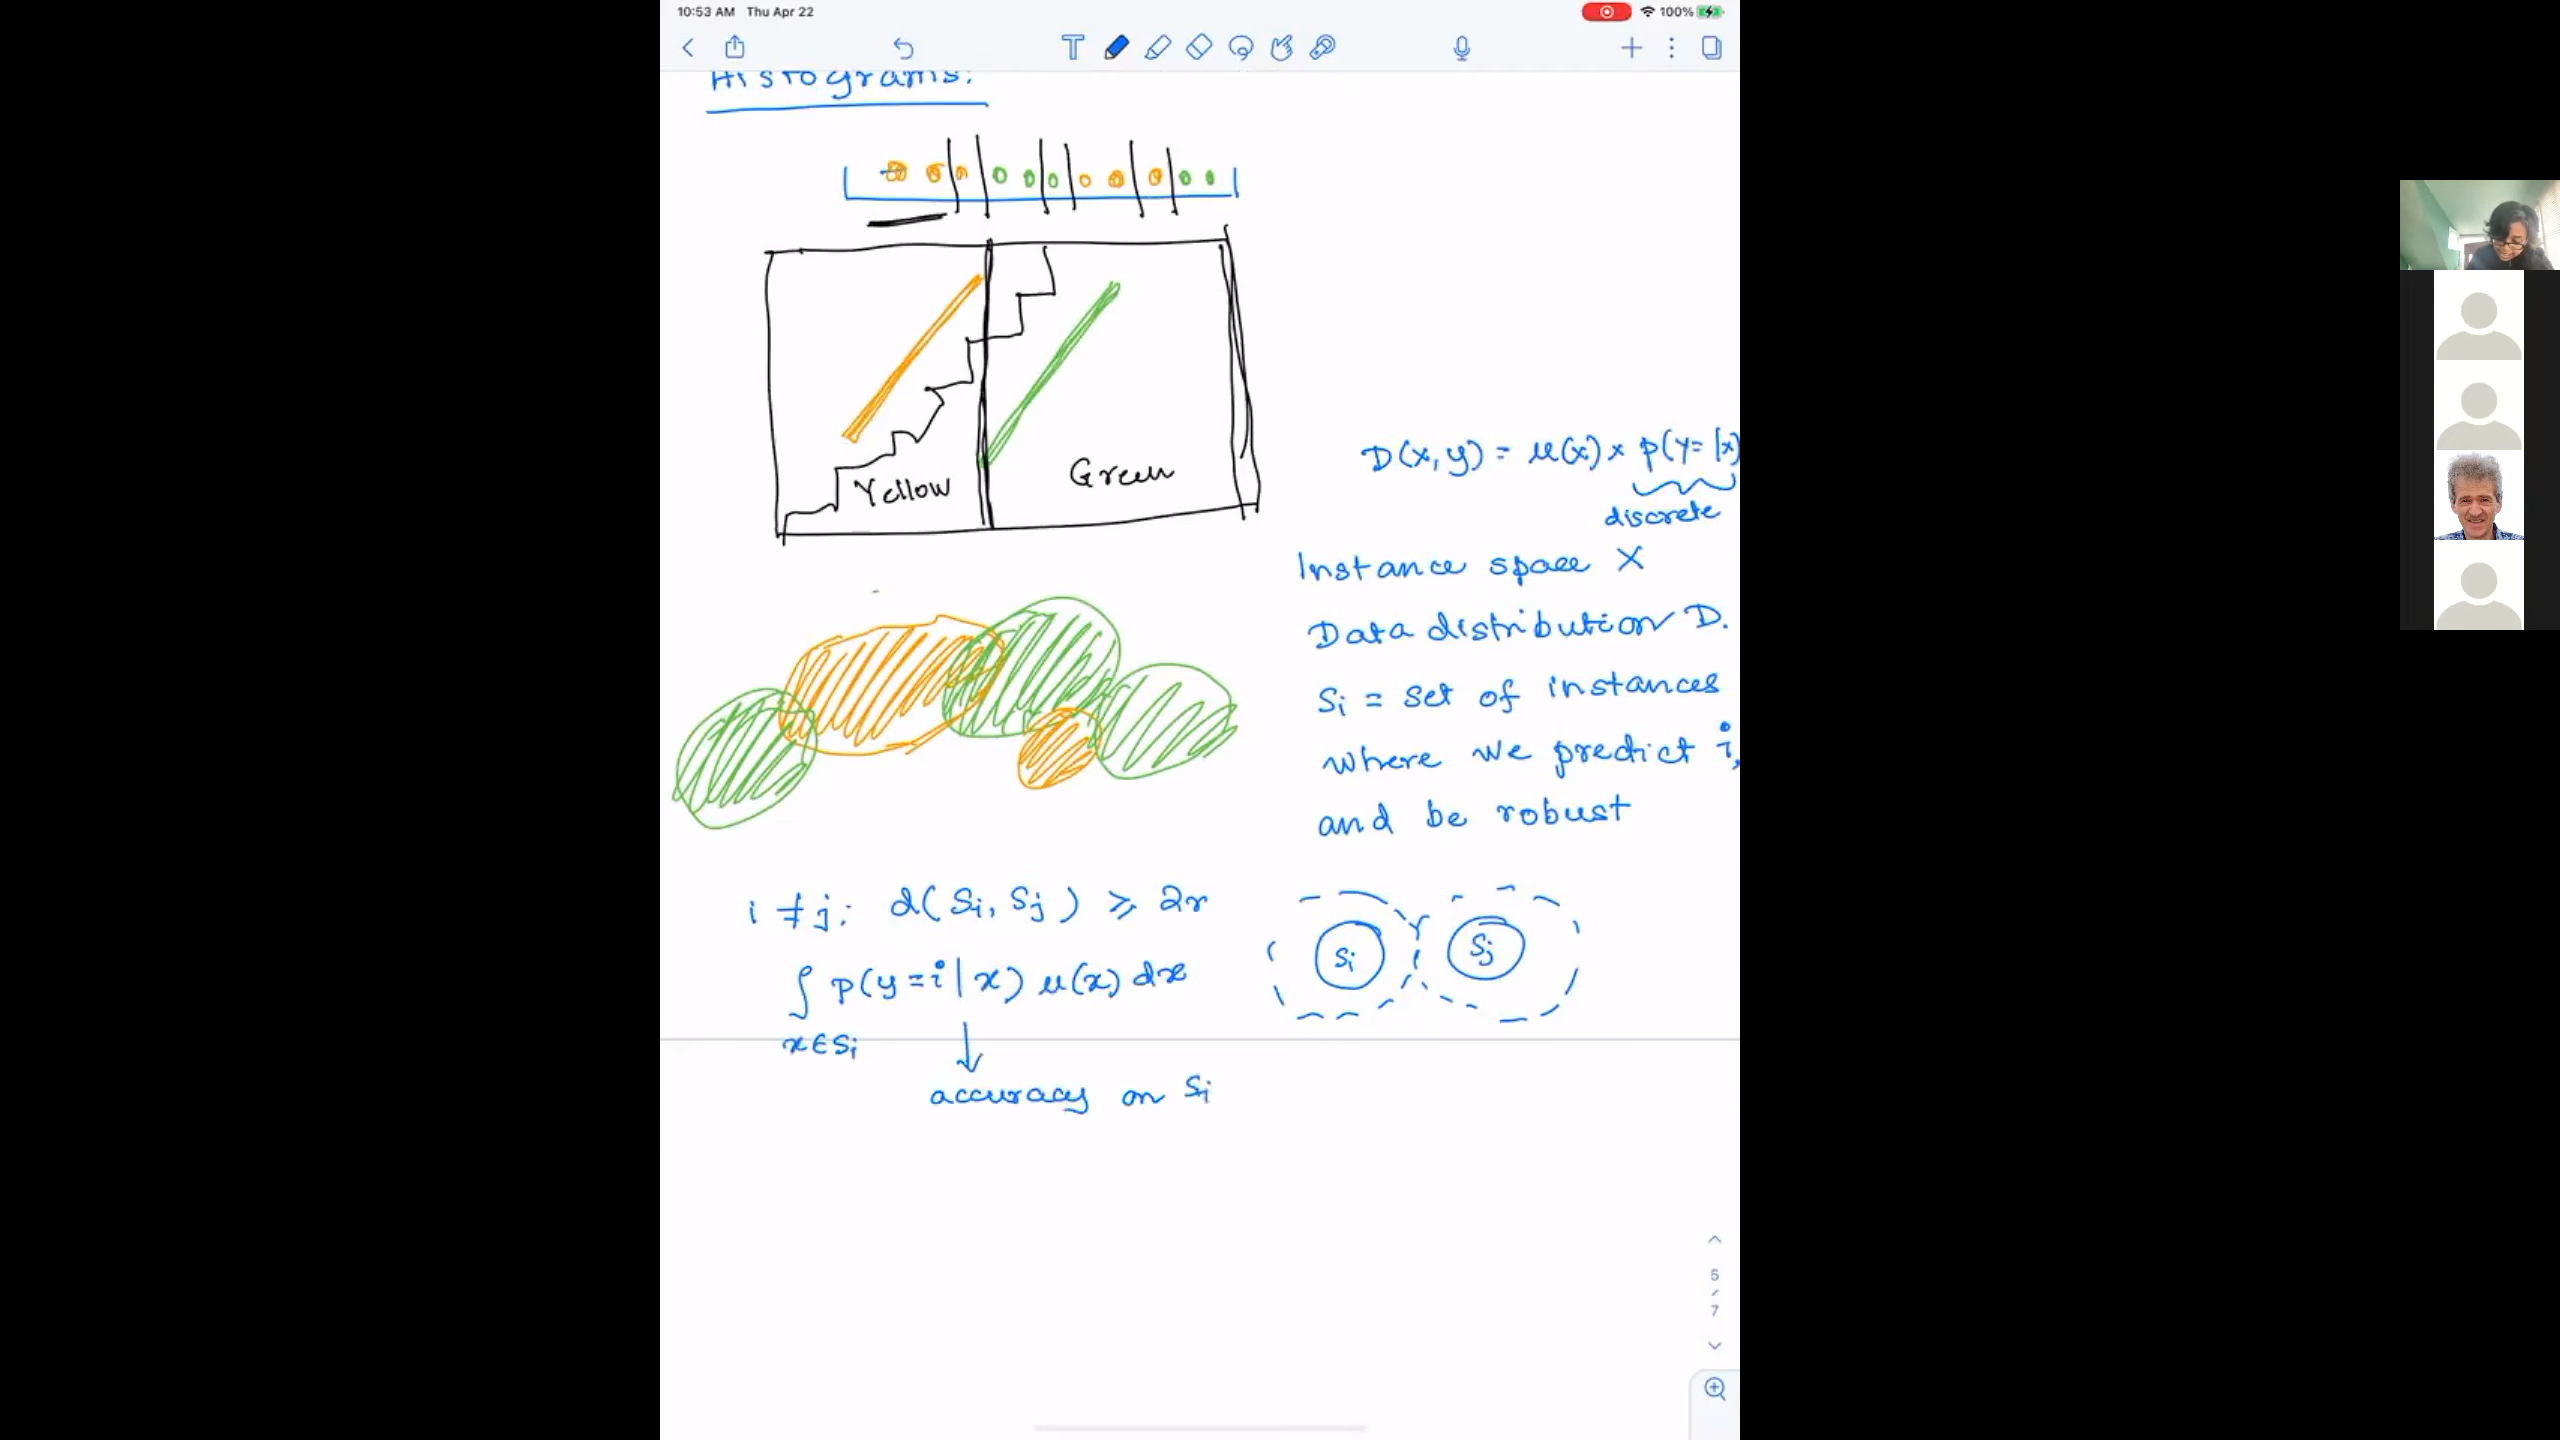 10:53 AM Thu Apr 22
100%
Histograms:
Yellow
Green
D(x,y) = μ(x) × p(y= |x)
discrete
Instance space X
Data distribution D.
Si = set of instances
where we predict i,
and be robust
i ≠ j: d(Si, Sj) ≥ 2r
Si
Sj
r
∫ p(y=i|x) μ(x) dx
x∈Si
accuracy on Si
5
/
7